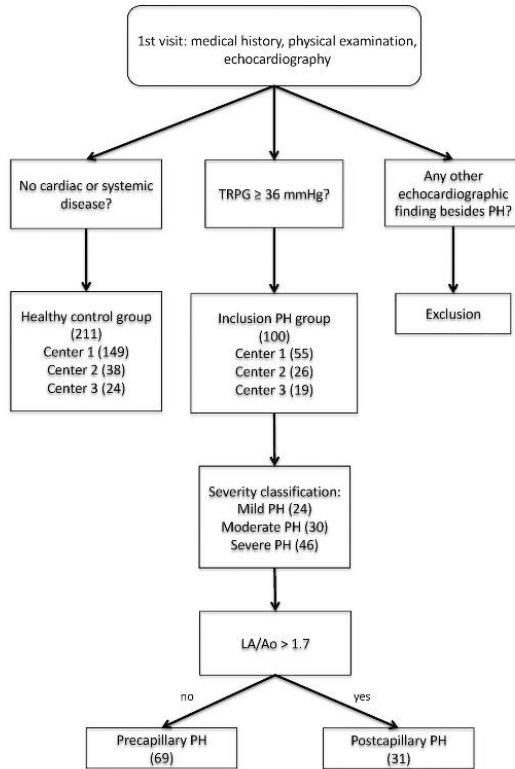 1st visit: medical history, physical examination,
echocardiography
No cardiac or systemic
disease?
TRPG ≥ 36 mmHg?
Any other
echocardiographic
finding besides PH?
Healthy control group
(211)
Center 1 (149)
Center 2 (38)
Center 3 (24)
Inclusion PH group
(100)
Center 1 (55)
Center 2 (26)
Center 3 (19)
Exclusion
Severity classification:
Mild PH (24)
Moderate PH (30)
Severe PH (46)
LA/Ao > 1.7
no
yes
Precapillary PH
(69)
Postcapillary PH
(31)